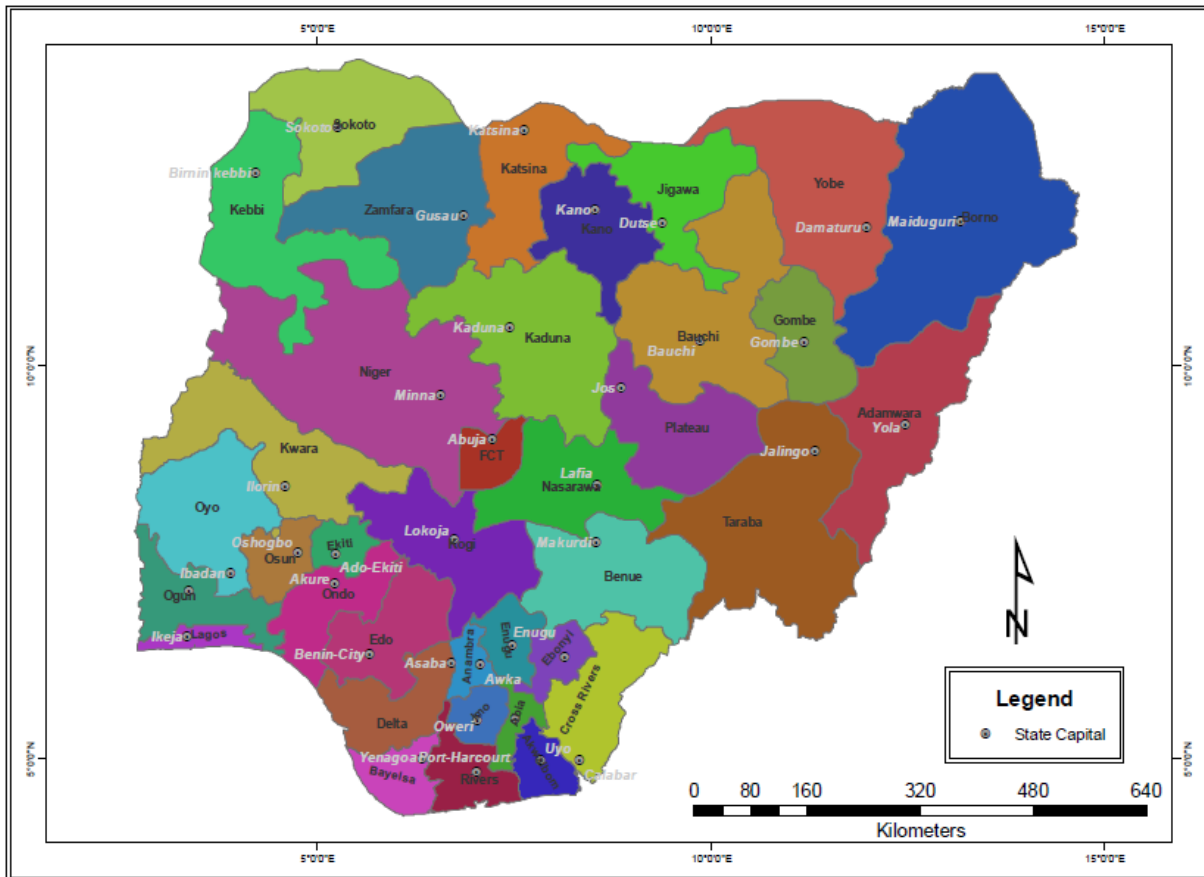 5°0'0"E 10°0'0"E 15°0'0"E
Sokoto Sokoto
Katsina
Katsina
Birnin kebbi
Kebbi
Zamfara
Gusau
Kano
Kano
Jigawa
Dutse
Yobe
Damaturu
Maiduguri
Borno
Kaduna
Kaduna
Bauchi
Bauchi
Gombe
Gombe
10°0'0"N 10°0'0"N
Niger
Minna
Jos
Plateau
Adamwara
Yola
Abuja
FCT
Kwara
Ilorin
Lafia
Nasarawa
Jalingo
Taraba
Oyo
Oshogbo
Osun
Ekiti
Ado-Ekiti
Lokoja
Kogi
Makurdi
Benue
Ibadan
Ogun
Akure
Ondo
Ikeja
Lagos
Edo
Benin-City
Asaba
Anambra
Enugu
Enugu
Awka
Ebonyi
Cross Rivers
Delta
Oweri
Imo
Abia
Yenagoa
Bayelsa
Port-Harcourt
Rivers
Uyo
Calabar
5°0'0"N 5°0'0"N
N
Legend
State Capital
0 80 160 320 480 640
Kilometers
5°0'0"E 10°0'0"E 15°0'0"E